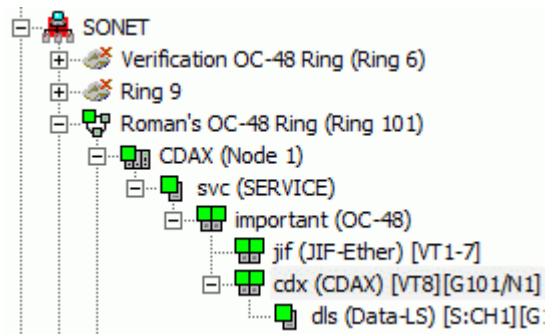 SONET
Verification OC-48 Ring (Ring 6)
Ring 9
Roman's OC-48 Ring (Ring 101)
CDAX (Node 1)
svc (SERVICE)
important (OC-48)
jif (JIF-Ether) [VT1-7]
cdx (CDAX) [VT8][G101/N1]
dls (Data-LS) [S:CH1][G